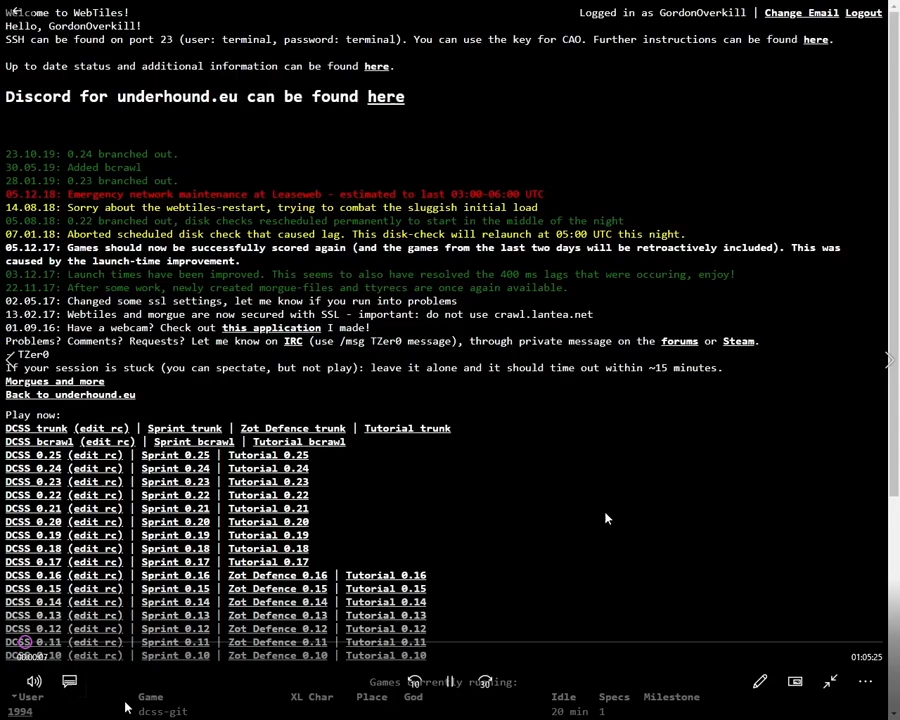 Welcome to WebTiles!
Logged in as GordonOverkill | Change Email Logout
Hello, GordonOverkill!
SSH can be found on port 23 (user: terminal, password: terminal). You can use the key for CAO. Further instructions can be found here.
Up to date status and additional information can be found here.
Discord for underhound.eu can be found here
23.10.19: 0.24 branched out.
30.05.19: Added bcrawl
28.01.19: 0.23 branched out.
05.12.18: Emergency network maintenance at Leaseweb - estimated to last 03:00-06:00 UTC
14.08.18: Sorry about the webtiles-restart, trying to combat the sluggish initial load
05.08.18: 0.22 branched out, disk checks rescheduled permanently to start in the middle of the night
07.01.18: Aborted scheduled disk check that caused lag. This disk-check will relaunch at 05:00 UTC this night.
05.12.17: Games should now be successfully scored again (and the games from the last two days will be retroactively included). This was
caused by the launch-time improvement.
03.12.17: Launch times have been improved. This seems to also have resolved the 400 ms lags that were occuring, enjoy!
22.11.17: After some work, newly created morgue-files and ttyrecs are once again available.
02.05.17: Changed some ssl settings, let me know if you run into problems
13.02.17: Webtiles and morgue are now secured with SSL - important: do not use crawl.lantea.net
01.09.16: Have a webcam? Check out this application I made!
Problems? Comments? Requests? Let me know on IRC (use /msg TZer0 message), through private message on the forums or Steam.
- TZer0
If your session is stuck (you can spectate, but not play): leave it alone and it should time out within ~15 minutes.
Morgues and more
Back to underhound.eu
Play now:
DCSS trunk (edit rc) | Sprint trunk | Zot Defence trunk | Tutorial trunk
DCSS bcrawl (edit rc) | Sprint bcrawl | Tutorial bcrawl
DCSS 0.25 (edit rc) | Sprint 0.25 | Tutorial 0.25
DCSS 0.24 (edit rc) | Sprint 0.24 | Tutorial 0.24
DCSS 0.23 (edit rc) | Sprint 0.23 | Tutorial 0.23
DCSS 0.22 (edit rc) | Sprint 0.22 | Tutorial 0.22
DCSS 0.21 (edit rc) | Sprint 0.21 | Tutorial 0.21
DCSS 0.20 (edit rc) | Sprint 0.20 | Tutorial 0.20
DCSS 0.19 (edit rc) | Sprint 0.19 | Tutorial 0.19
DCSS 0.18 (edit rc) | Sprint 0.18 | Tutorial 0.18
DCSS 0.17 (edit rc) | Sprint 0.17 | Tutorial 0.17
DCSS 0.16 (edit rc) | Sprint 0.16 | Zot Defence 0.16 | Tutorial 0.16
DCSS 0.15 (edit rc) | Sprint 0.15 | Zot Defence 0.15 | Tutorial 0.15
DCSS 0.14 (edit rc) | Sprint 0.14 | Zot Defence 0.14 | Tutorial 0.14
DCSS 0.13 (edit rc) | Sprint 0.13 | Zot Defence 0.13 | Tutorial 0.13
DCSS 0.12 (edit rc) | Sprint 0.12 | Zot Defence 0.12 | Tutorial 0.12
DCSS 0.11 (edit rc) | Sprint 0.11 | Zot Defence 0.11 | Tutorial 0.11
DCSS 0.10 (edit rc) | Sprint 0.10 | Zot Defence 0.10 | Tutorial 0.10
00:00:07
01:05:25
10
30
Games Currently running:
User Game XL Char Place God Idle Specs Milestone
1994 dcss-git 20 min 1